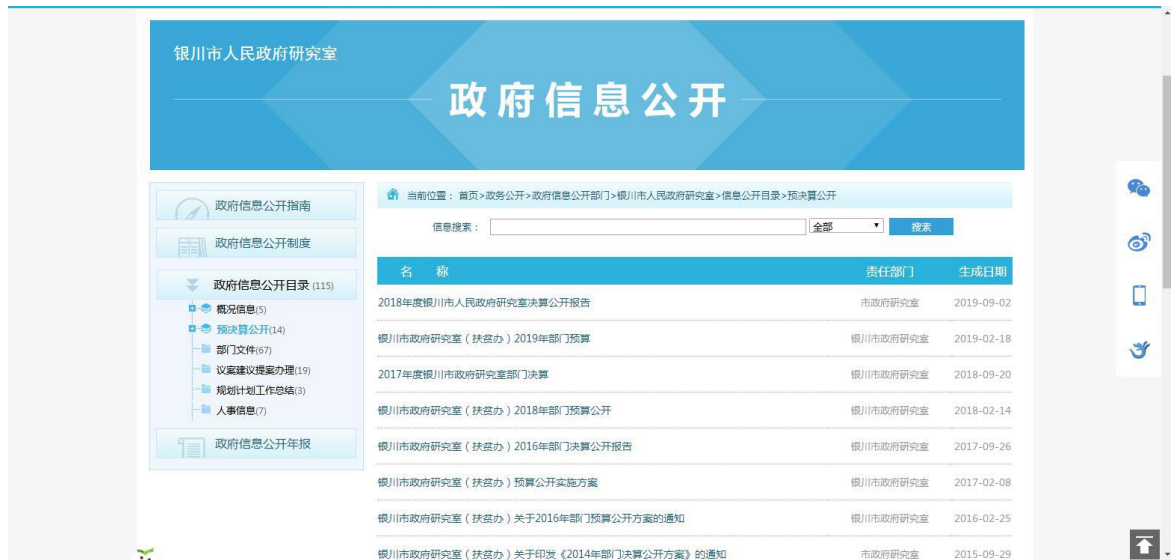 银川市人民政府研究室
政府信息公开
政府信息公开指南
政府信息公开制度
政府信息公开目录 (115)
概况信息(5)
预决算公开(14)
部门文件(67)
议案建议提案办理(19)
规划计划工作总结(3)
人事信息(7)
政府信息公开年报
当前位置： 首页>政务公开>政府信息公开部门>银川市人民政府研究室>信息公开目录>预决算公开
信息搜索： 全部 搜索
名 称 责任部门 生成日期
2018年度银川市人民政府研究室决算公开报告 市政府研究室 2019-09-02
银川市政府研究室（扶贫办）2019年部门预算 银川市政研究室 2019-02-18
2017年度银川市政府研究室部门决算 银川市政研究室 2018-09-20
银川市政府研究室（扶贫办）2018年部门预算公开 银川市政研究室 2018-02-14
银川市政府研究室（扶贫办）2016年部门决算公开报告 银川市政研究室 2017-09-26
银川市政府研究室（扶贫办）预算公开实施方案 银川市政研究室 2017-02-08
银川市政府研究室（扶贫办）关于2016年部门预算公开方案的通知 银川市政研究室 2016-02-25
银川市政府研究室（扶贫办）关于印发《2014年部门决算公开方案》的通知 市政府研究室 2015-09-29